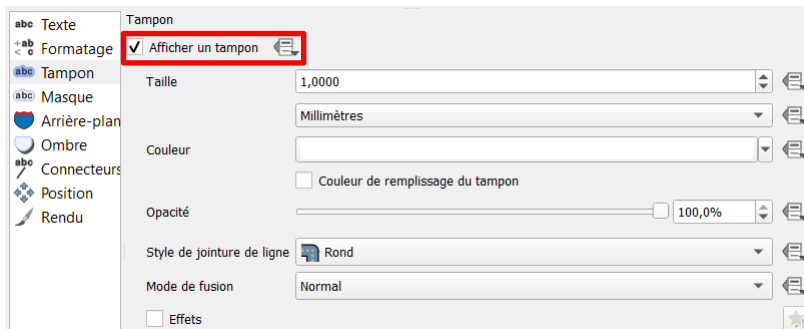 Texte
Formatage
Tampon
Masque
Arrière-plan
Ombre
Connecteurs
Position
Rendu
Tampon
Afficher un tampon
Taille
1,0000
Millimètres
Couleur
Couleur de remplissage du tampon
Opacité
100,0%
Style de jointure de ligne
Rond
Mode de fusion
Normal
Effets